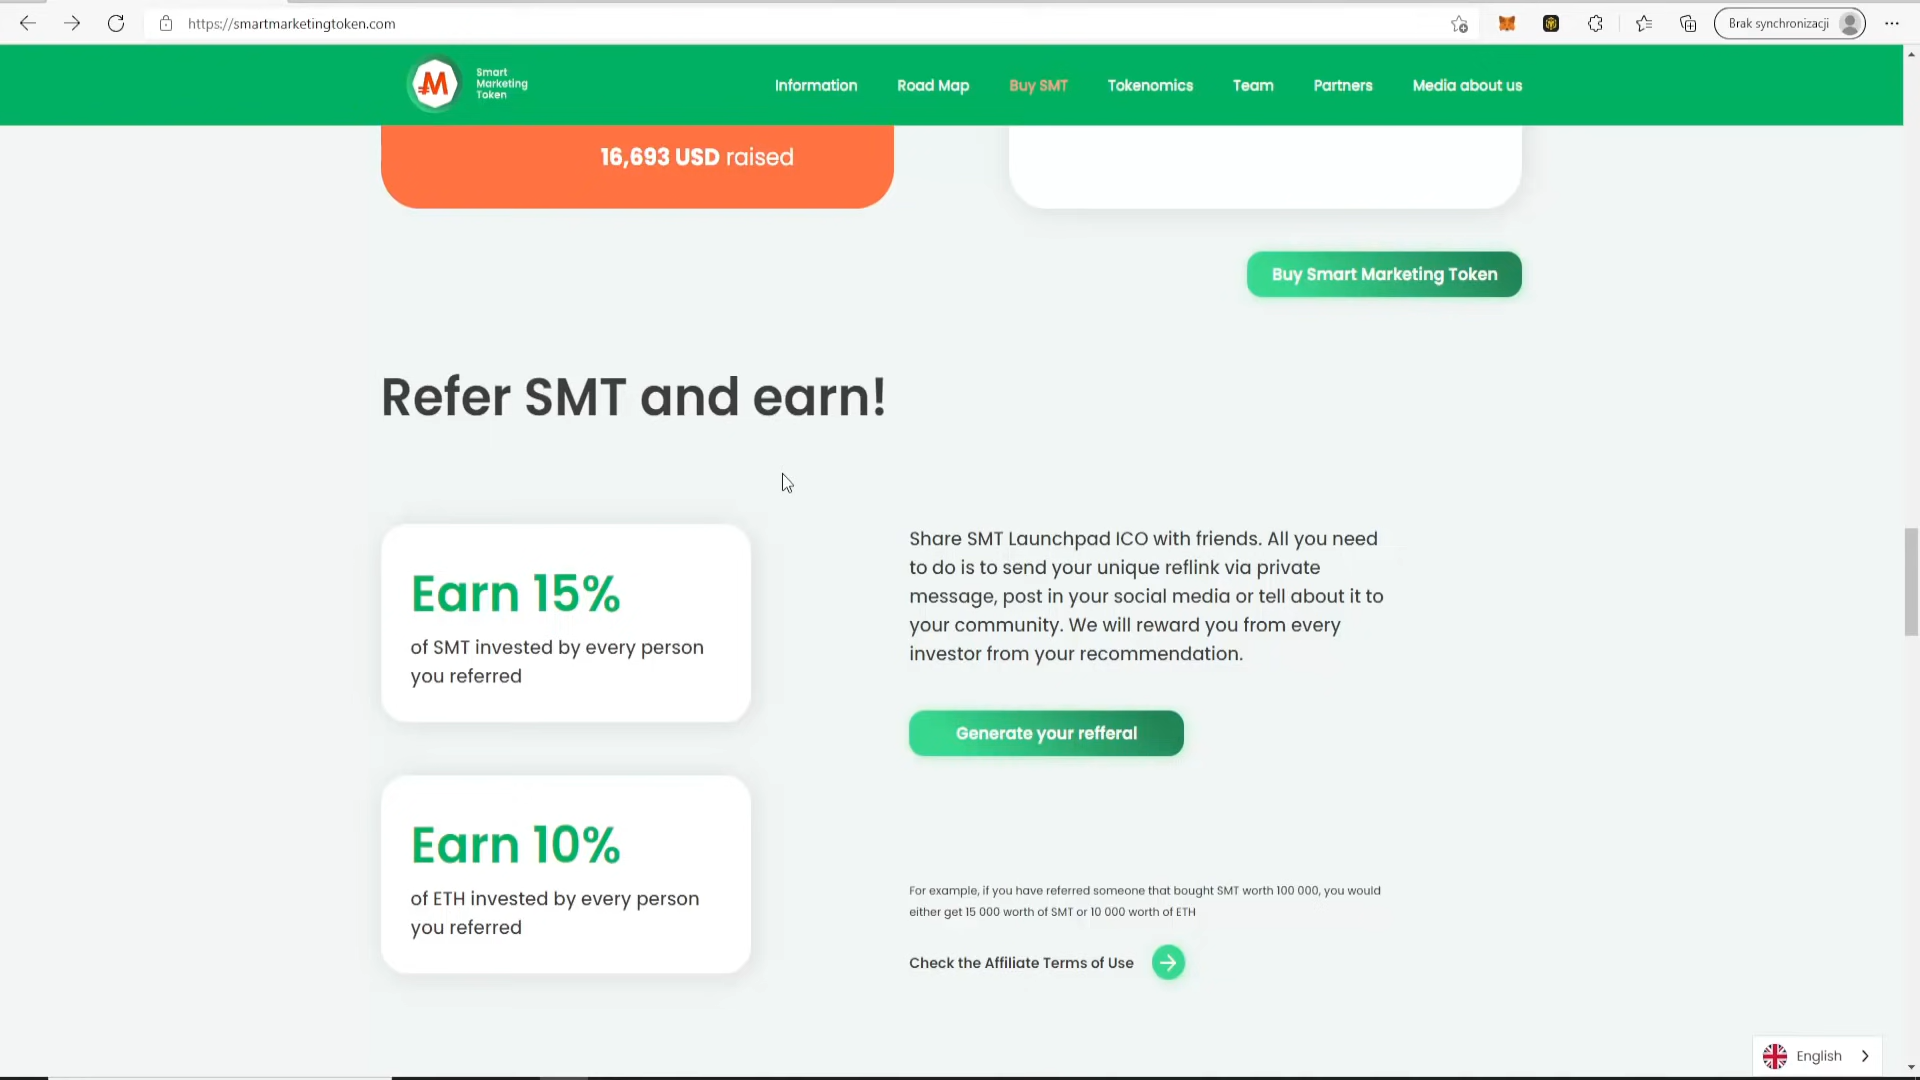 https://smartmarketingtoken.com
Brak synchronizacji
Smart
Marketing
Token
Information
Road Map
Buy SMT
Tokenomics
Team
Partners
Media about us
16,693 USD raised
Buy Smart Marketing Token
Refer SMT and earn!
Earn 15%
of SMT invested by every person
you referred
Share SMT Launchpad ICO with friends. All you need
to do is to send your unique reflink via private
message, post in your social media or tell about it to
your community. We will reward you from every
investor from your recommendation.
Generate your refferal
Earn 10%
of ETH invested by every person
you referred
For example, if you have referred someone that bought SMT worth 100 000, you would
either get 15 000 worth of SMT or 10 000 worth of ETH
Check the Affiliate Terms of Use
English